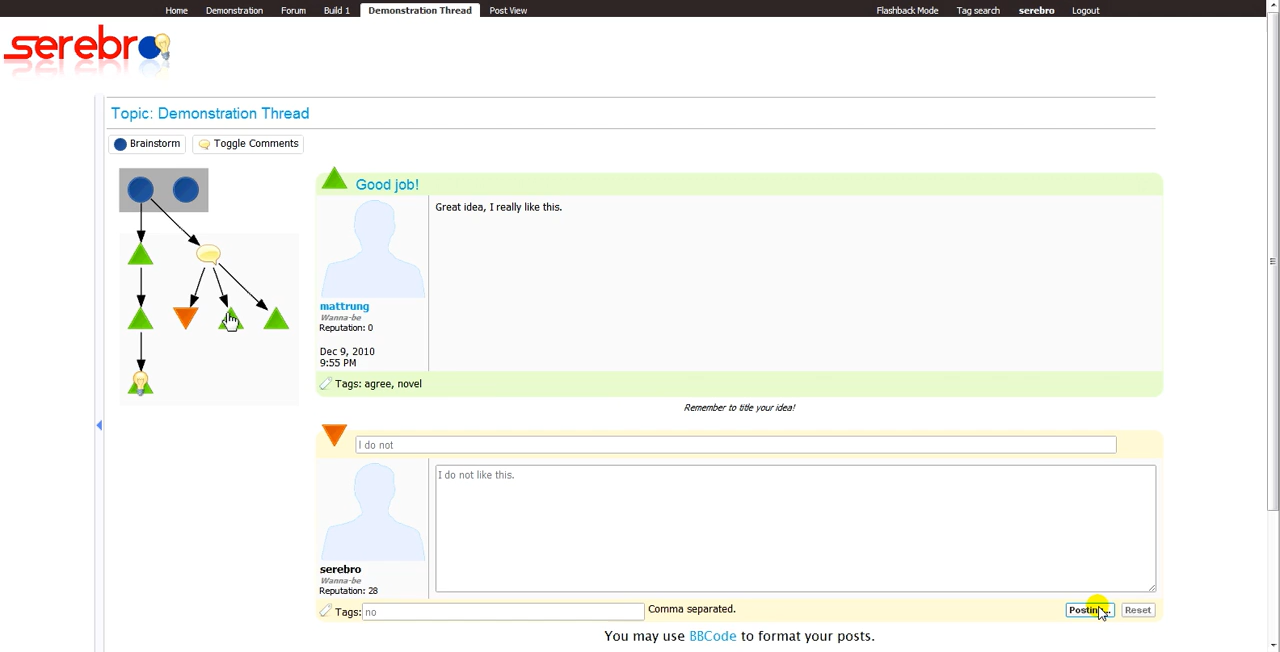 Home Demonstration Forum Build 1 Demonstration Thread Post View Flashback Mode Tag search serebro Logout
serebro
Topic: Demonstration Thread
Brainstorm Toggle Comments
Good job!
Great idea, I really like this.
mattrung
Wanna-be
Reputation: 0
Dec 9, 2010
9:55 PM
Tags: agree, novel
Remember to title your idea!
I do not
I do not like this.
serebro
Wanna-be
Reputation: 28
Tags: no Comma separated. Posting... Reset
You may use BBCode to format your posts.